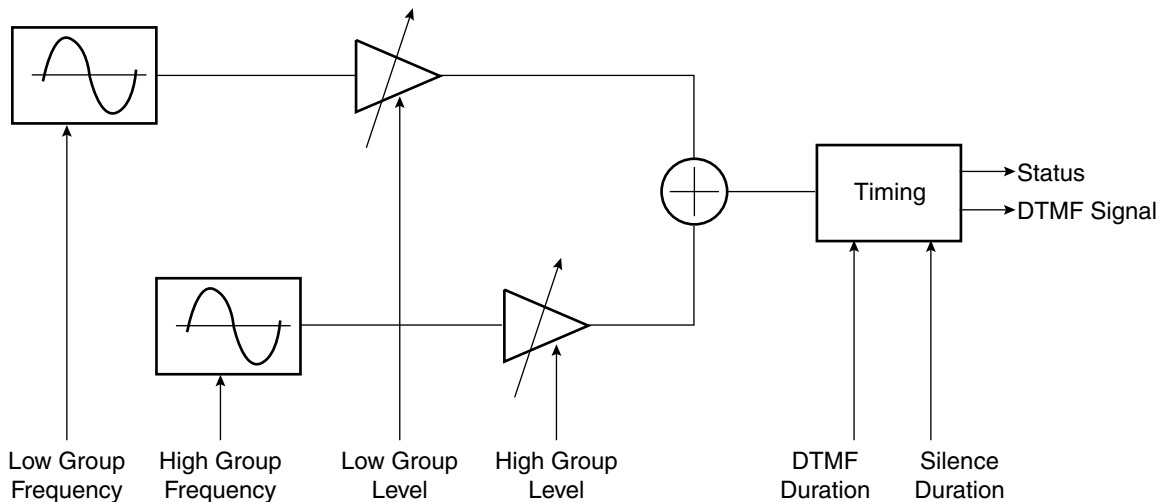 Timing
Status
DTMF Signal
Low Group
Frequency
High Group
Frequency
Low Group
Level
High Group
Level
DTMF
Duration
Silence
Duration